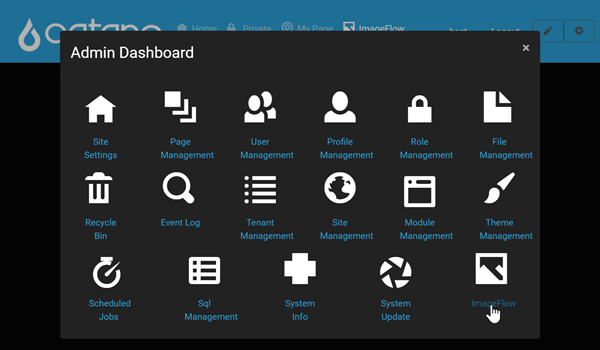 Home Private My Page ImageFlow host Logout
Admin Dashboard
×
Site
Settings
Page
Management
User
Management
Profile
Management
Role
Management
File
Management
Recycle
Bin
Event Log
Tenant
Management
Site
Management
Module
Management
Theme
Management
Scheduled
Jobs
Sql
Management
System
Info
System
Update
ImageFlow